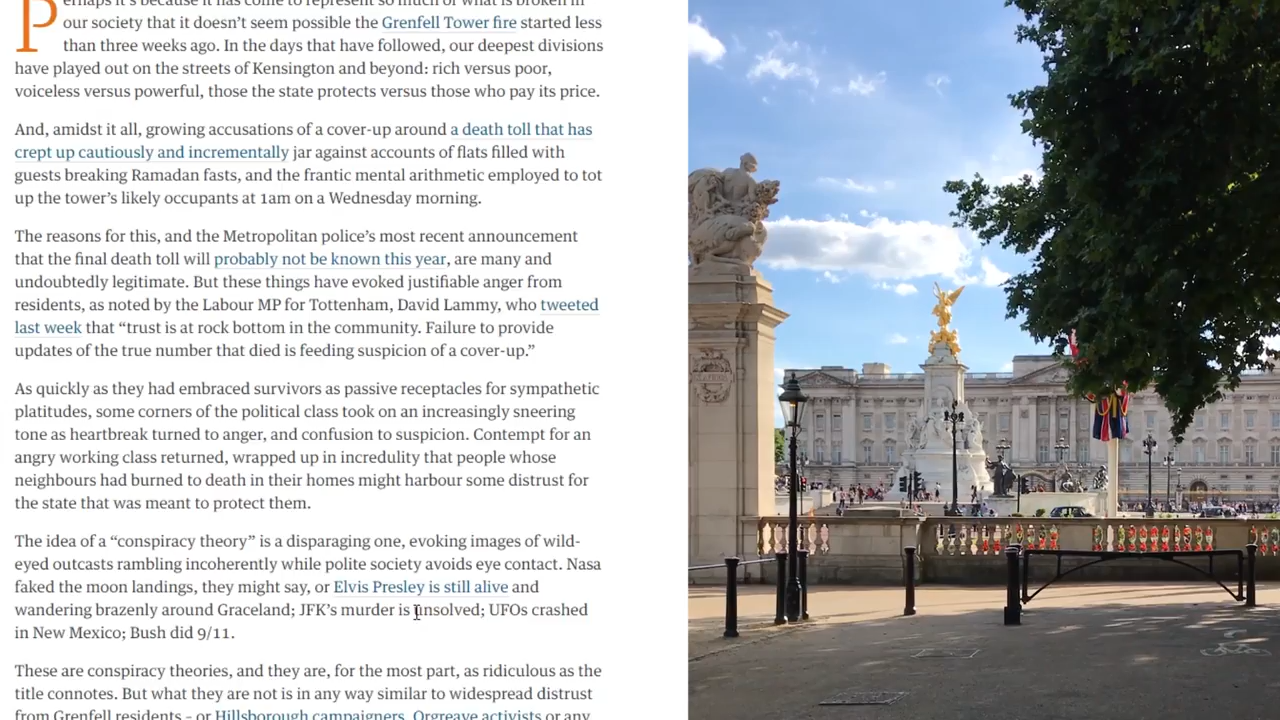 Perhaps it's because it has come to represent so much of what is broken in
our society that it doesn't seem possible the Grenfell Tower fire started less
than three weeks ago. In the days that have followed, our deepest divisions
have played out on the streets of Kensington and beyond: rich versus poor,
voiceless versus powerful, those the state protects versus those who pay its price.
And, amidst it all, growing accusations of a cover-up around a death toll that has
crept up cautiously and incrementally jar against accounts of flats filled with
guests breaking Ramadan fasts, and the frantic mental arithmetic employed to tot
up the tower's likely occupants at 1am on a Wednesday morning.
The reasons for this, and the Metropolitan police's most recent announcement
that the final death toll will probably not be known this year, are many and
undoubtedly legitimate. But these things have evoked justifiable anger from
residents, as noted by the Labour MP for Tottenham, David Lammy, who tweeted
last week that “trust is at rock bottom in the community. Failure to provide
updates of the true number that died is feeding suspicion of a cover-up.”
As quickly as they had embraced survivors as passive receptacles for sympathetic
platitudes, some corners of the political class took on an increasingly sneering
tone as heartbreak turned to anger, and confusion to suspicion. Contempt for an
angry working class returned, wrapped up in incredulity that people whose
neighbours had burned to death in their homes might harbour some distrust for
the state that was meant to protect them.
The idea of a “conspiracy theory” is a disparaging one, evoking images of wild-
eyed outcasts rambling incoherently while polite society avoids eye contact. Nasa
faked the moon landings, they might say, or Elvis Presley is still alive and
wandering brazenly around Graceland; JFK's murder is unsolved; UFOs crashed
in New Mexico; Bush did 9/11.
These are conspiracy theories, and they are, for the most part, as ridiculous as the
title connotes. But what they are not is in any way similar to widespread distrust
from Grenfell residents – or Hillsborough campaigners, Orgreave activists or any